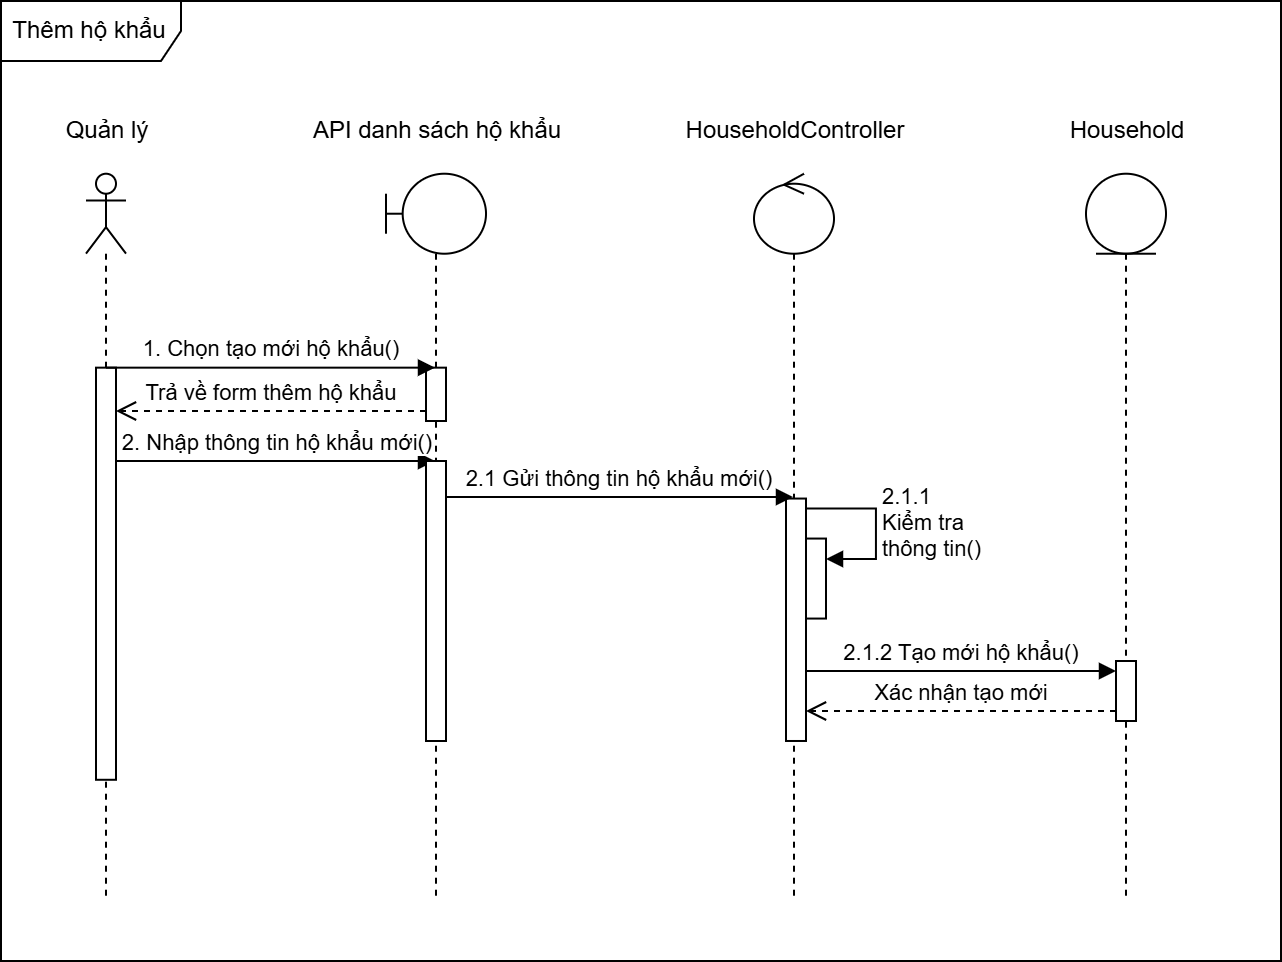 Thêm hộ khẩu
Quản lý
API danh sách hộ khẩu
HouseholdController
Household
1. Chọn tạo mới hộ khẩu()
Trả về form thêm hộ khẩu
2. Nhập thông tin hộ khẩu mới()
2.1 Gửi thông tin hộ khẩu mới()
2.1.1
Kiểm tra
thông tin()
2.1.2 Tạo mới hộ khẩu()
Xác nhận tạo mới